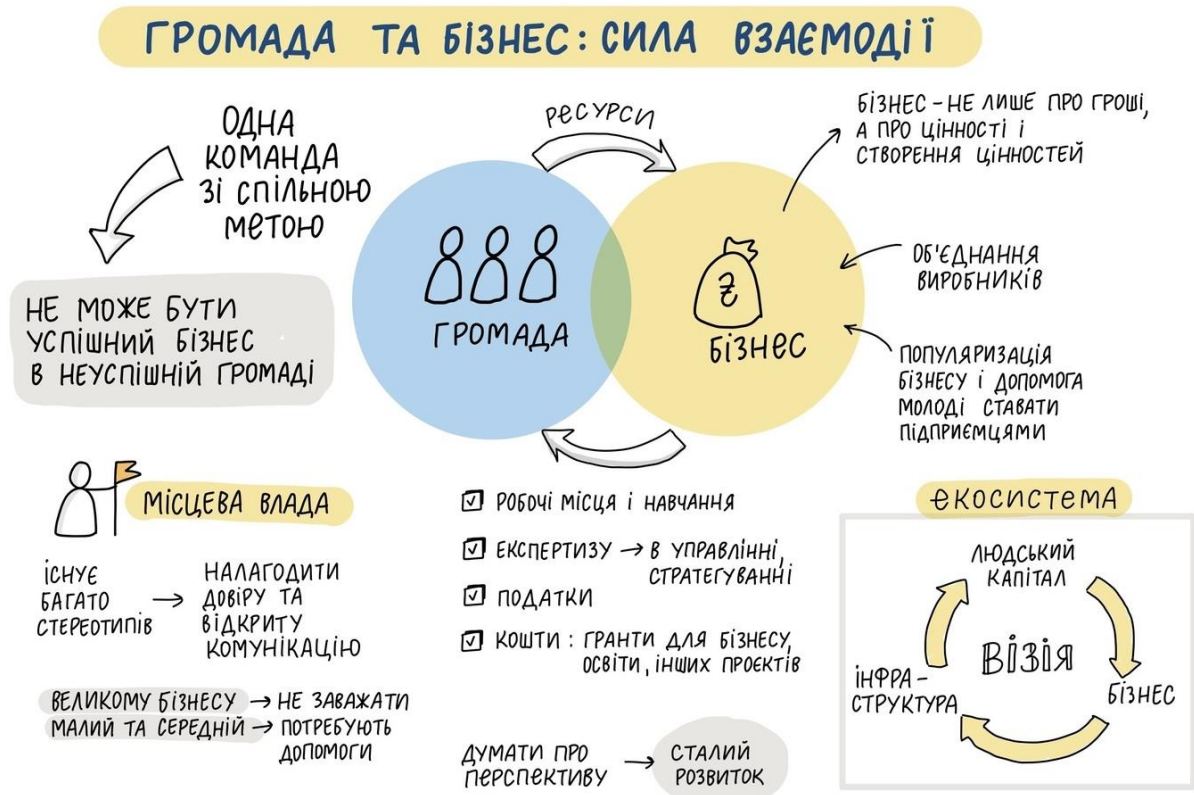 ГРОМАДА ТА БІЗНЕС: СИЛА ВЗАЄМОДІЇ
ОДНА
КОМАНДА
ЗІ СПІЛЬНОЮ
МЕТОЮ
НЕ МОЖЕ БУТИ
УСПІШНИЙ БІЗНЕС
В НЕУСПІШНІЙ ГРОМАДІ
РЕСУРСИ
ГРОМАДА
₴
БІЗНЕС
БІЗНЕС – НЕ ЛИШЕ ПРО ГРОШІ,
А ПРО ЦІННОСТІ І
СТВОРЕННЯ ЦІННОСТЕЙ
ОБ'ЄДНАННЯ
ВИРОБНИКІВ
ПОПУЛЯРИЗАЦІЯ
БІЗНЕСУ І ДОПОМОГА
МОЛОДІ СТАВАТИ
ПІДПРИЄМЦЯМИ
МІСЦЕВА ВЛАДА
ІСНУЄ
БАГАТО
СТЕРЕОТИПІВ
→ НАЛАГОДИТИ
ДОВІРУ ТА
ВІДКРИТУ
КОМУНІКАЦІЮ
ВЕЛИКОМУ БІЗНЕСУ → НЕ ЗАВАЖАТИ
МАЛИЙ ТА СЕРЕДНІЙ → ПОТРЕБУЮТЬ
ДОПОМОГИ
РОБОЧІ МІСЦЯ І НАВЧАННЯ
ЕКСПЕРТИЗУ → В УПРАВЛІННІ,
СТРАТЕГУВАННІ
ПОДАТКИ
КОШТИ: ГРАНТИ ДЛЯ БІЗНЕСУ,
ОСВІТИ, ІНШИХ ПРОЄКТІВ
ДУМАТИ ПРО
ПЕРСПЕКТИВУ
→ СТАЛИЙ
РОЗВИТОК
ЕКОСИСТЕМА
ЛЮДСЬКИЙ
КАПІТАЛ
ВІЗІЯ
ІНФРА-
СТРУКТУРА
БІЗНЕС